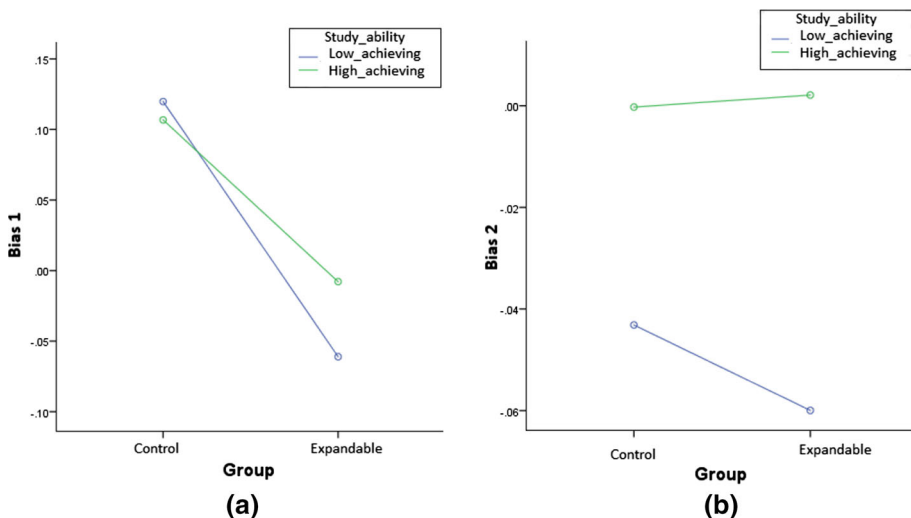 Study_ability
Low_achieving
High_achieving
.15
.10
.05
.00
-.05
-.10
Bias 1
Control
Expandable
Group
(a)
Study_ability
Low_achieving
High_achieving
.00
-.02
-.04
-.06
Bias 2
Control
Expandable
Group
(b)